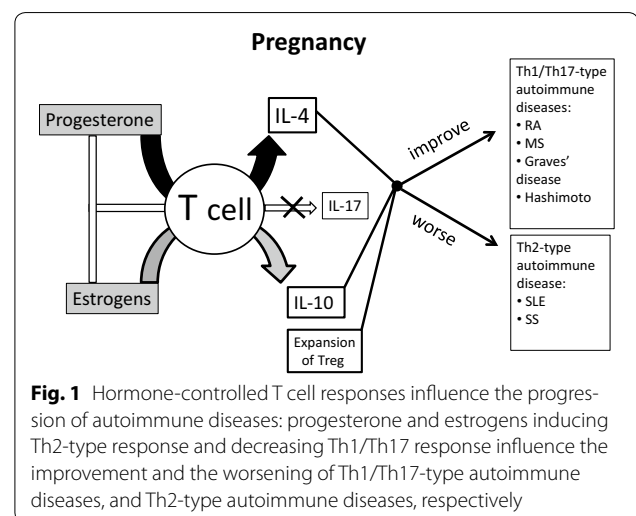 Pregnancy
Progesterone
Estrogens
T cell
IL-4
IL-17
IL-10
Expansion
of Treg
improve
worse
Th1/Th17-type
autoimmune
diseases:
• RA
• MS
• Graves’
disease
• Hashimoto
Th2-type
autoimmune
disease:
• SLE
• SS
Fig. 1 Hormone-controlled T cell responses influence the progres-
sion of autoimmune diseases: progesterone and estrogens inducing
Th2-type response and decreasing Th1/Th17 response influence the
improvement and the worsening of Th1/Th17-type autoimmune
diseases, and Th2-type autoimmune diseases, respectively